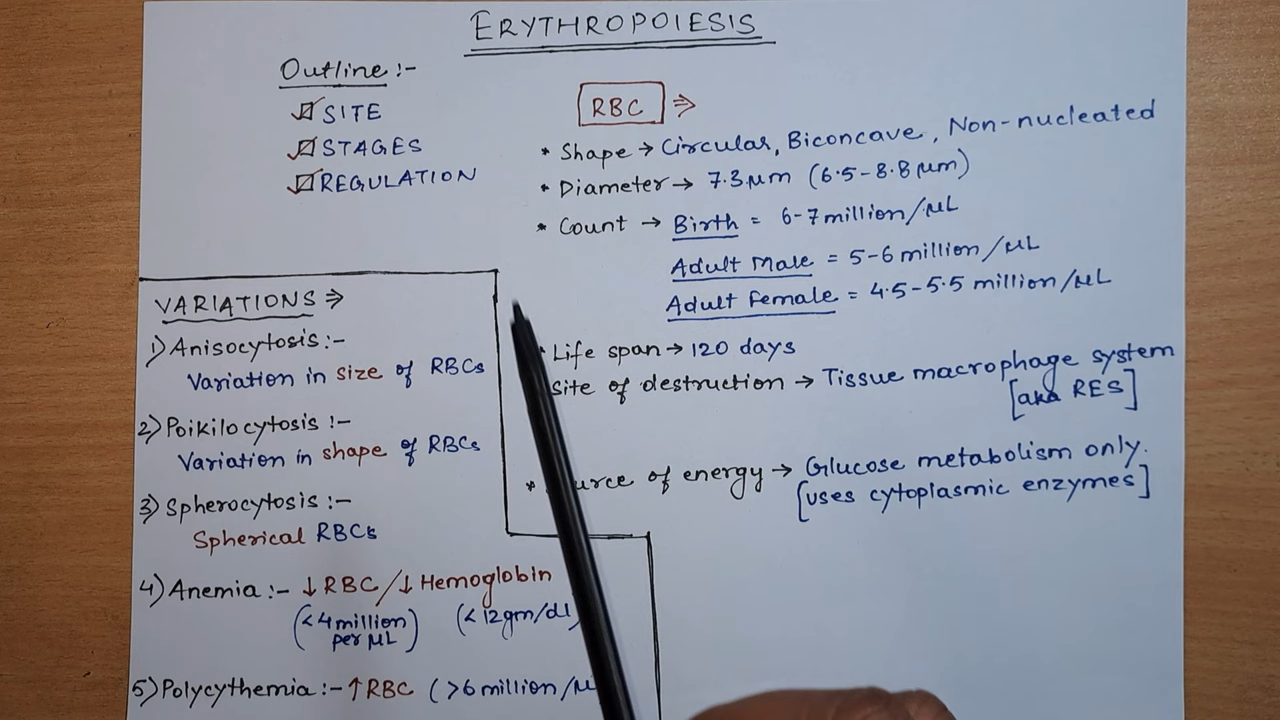 ERYTHROPOIESIS
Outline :-
SITE
STAGES
REGULATION
RBC ⇒
* Shape → Circular, Biconcave, Non-nucleated
* Diameter → 7.3 μm (6.5 - 8.8 μm)
* Count → Birth = 6-7 million/μL
Adult Male = 5-6 million/μL
Adult Female = 4.5-5.5 million/μL
* Life span → 120 days
site of destruction → Tissue macrophage system
[aka RES]
* of energy → Glucose metabolism only.
[uses cytoplasmic enzymes]
VARIATIONS ⇒
1) Anisocytosis :-
Variation in size of RBCs
2) Poikilocytosis :-
Variation in shape of RBCs
3) Spherocytosis :-
Spherical RBCs
4) Anemia :- ↓RBC/↓Hemoglobin
(<4 million per μL) (<12gm/dl)
5) Polycythemia :- ↑RBC (>6 million/μ